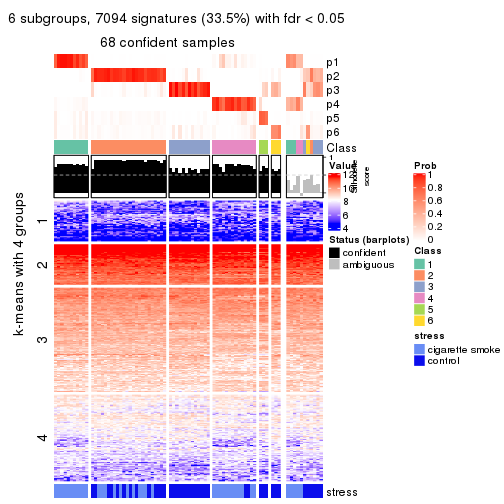 6 subgroups, 7094 signatures (33.5%) with fdr < 0.05
68 confident samples
p1
p2
p3
p4
p5
p6
Class
1
Silhouette
score
k-means with 4 groups
1
2
3
4
stress
Value
12
10
8
6
4
Status (barplots)
confident
ambiguous
Prob
1
0.8
0.6
0.4
0.2
0
Class
1
2
3
4
5
6
stress
cigarette smoke
control